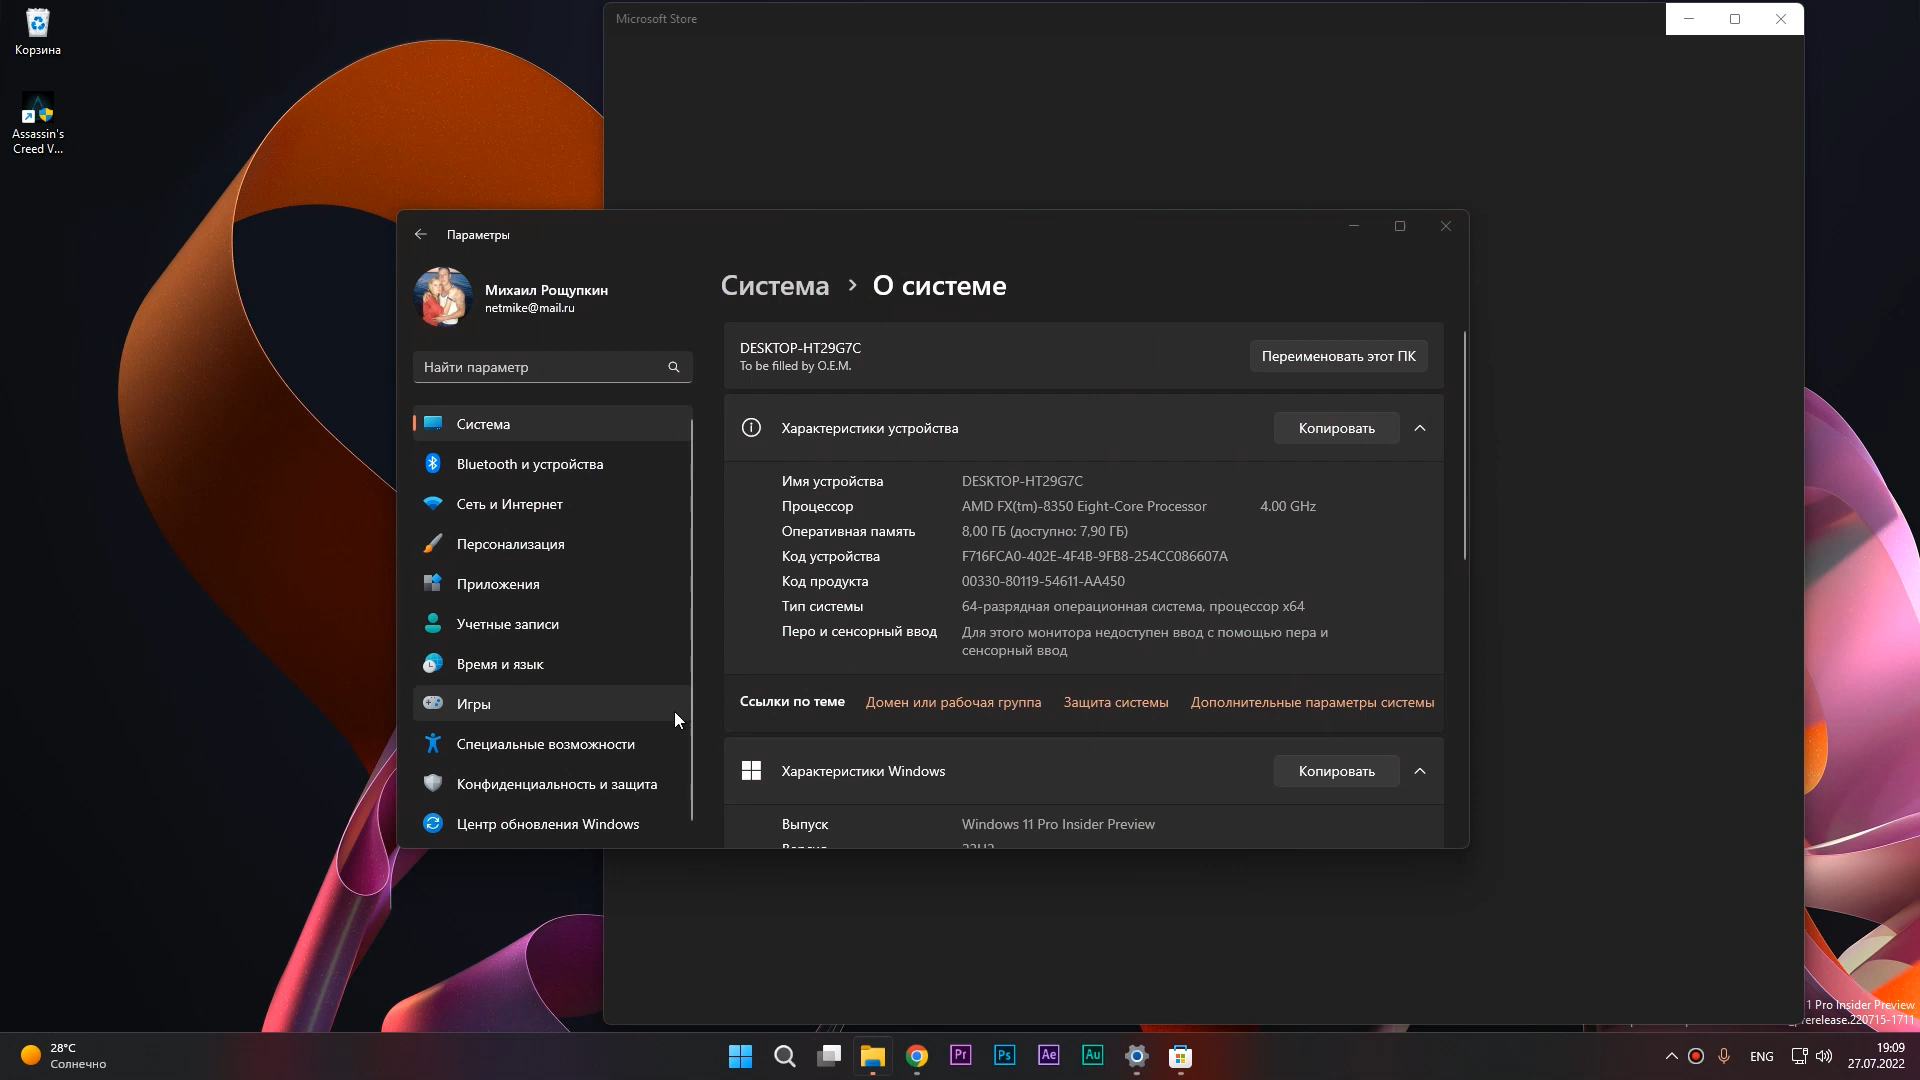 Корзина
Assassin's
Creed V...
Microsoft Store
Параметры
Михаил Рощупкин
netmike@mail.ru
Найти параметр
Система
Bluetooth и устройства
Сеть и Интернет
Персонализация
Приложения
Учетные записи
Время и язык
Игры
Специальные возможности
Конфиденциальность и защита
Центр обновления Windows
Система > О системе
DESKTOP-HT29G7C
To be filled by O.E.M.
Переименовать этот ПК
Характеристики устройства
Копировать
Имя устройства DESKTOP-HT29G7C
Процессор AMD FX(tm)-8350 Eight-Core Processor 4.00 GHz
Оперативная память 8,00 ГБ (доступно: 7,90 ГБ)
Код устройства F716FCA0-402E-4F4B-9FB8-254CC086607A
Код продукта 00330-80119-54611-AA450
Тип системы 64-разрядная операционная система, процессор x64
Перо и сенсорный ввод Для этого монитора недоступен ввод с помощью пера и
сенсорный ввод
Ссылки по теме Домен или рабочая группа Защита системы Дополнительные параметры системы
Характеристики Windows
Копировать
Выпуск Windows 11 Pro Insider Preview
1 Pro Insider Preview
erelease.220715-1711
28°C
Солнечно
Pr
Ps
Ae
Au
ENG
19:09
27.07.2022